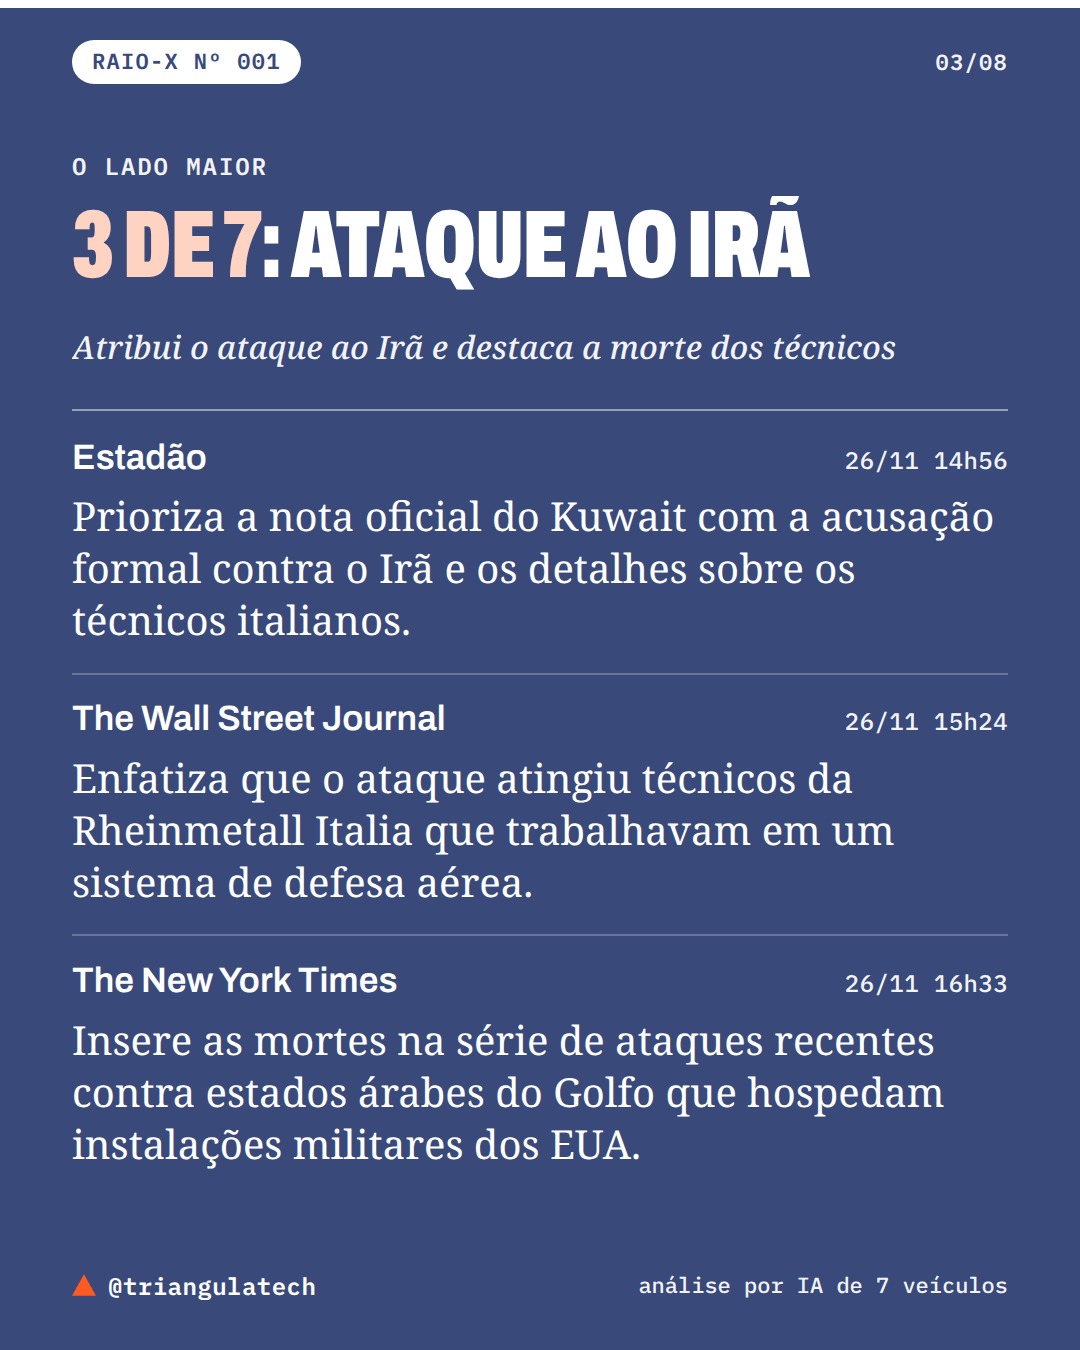 RAIO-X Nº 001
03/08
O LADO MAIOR
3 DE 7: ATAQUE AO IRÃ
Atribui o ataque ao Irã e destaca a morte dos técnicos
Estadão
26/11 14h56
Prioriza a nota oficial do Kuwait com a acusação
formal contra o Irã e os detalhes sobre os
técnicos italianos.
The Wall Street Journal
26/11 15h24
Enfatiza que o ataque atingiu técnicos da
Rheinmetall Italia que trabalhavam em um
sistema de defesa aérea.
The New York Times
26/11 16h33
Insere as mortes na série de ataques recentes
contra estados árabes do Golfo que hospedam
instalações militares dos EUA.
@triangulatech
análise por IA de 7 veículos